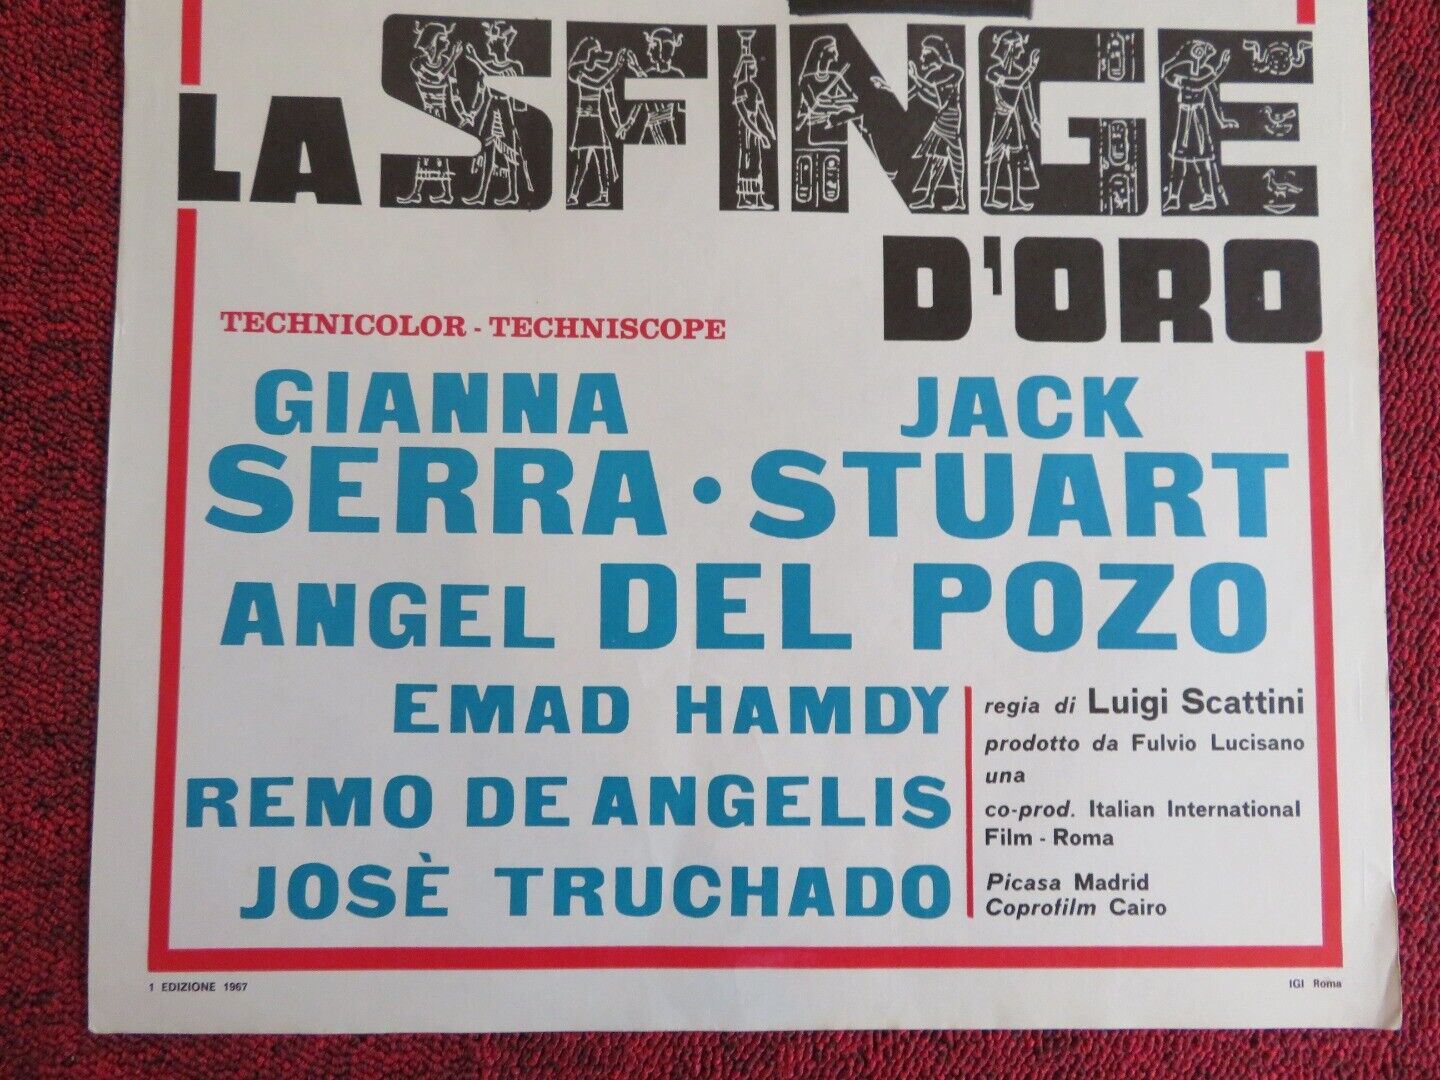 LA SFINGE
D'ORO
TECHNICOLOR - TECHNISCOPE
GIANNA JACK
SERRA • STUART
ANGEL DEL POZO
EMAD HAMDY
REMO DE ANGELIS
JOSÈ TRUCHADO
regia di Luigi Scattini
prodotto da Fulvio Lucisano
una
co-prod. Italian International
Film - Roma
Picasa Madrid
Coprofilm Cairo
1 EDIZIONE 1967
IGI Roma